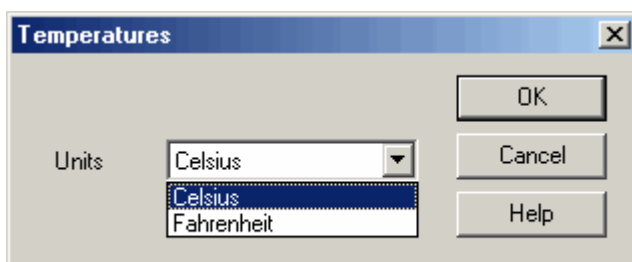 Temperatures
OK
Units
Celsius
Cancel
Celsius
Fahrenheit
Help